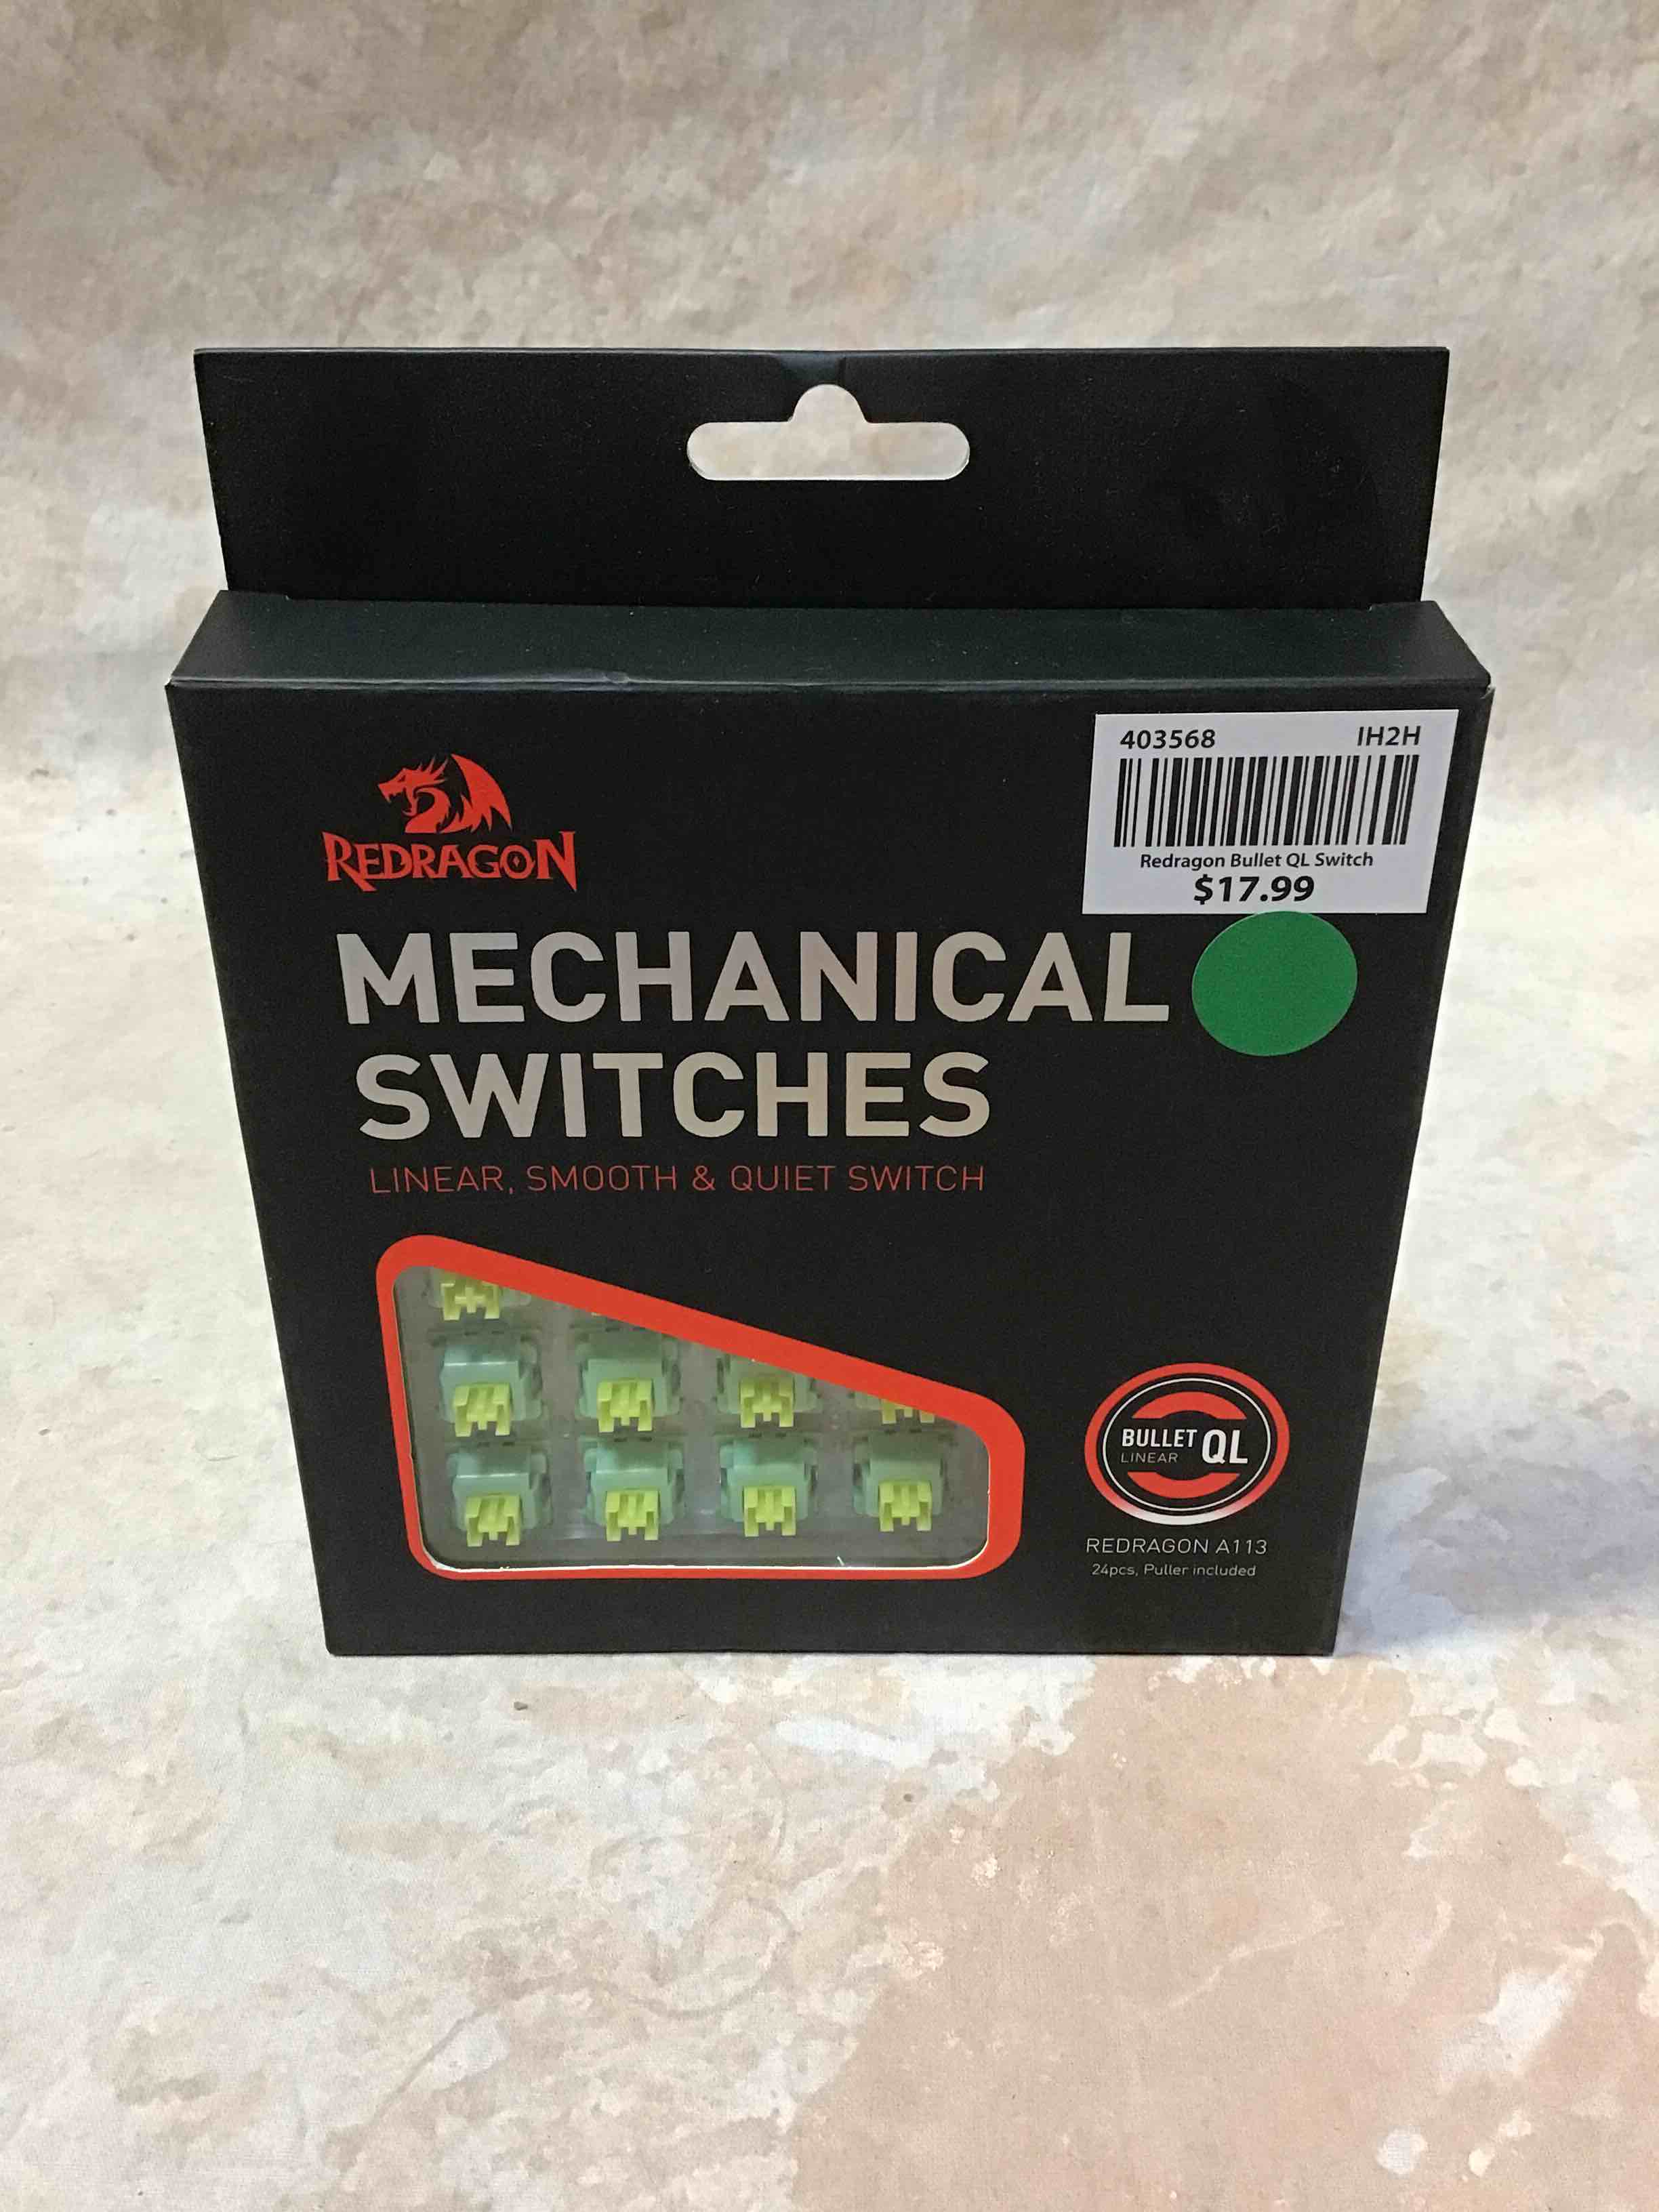 403568 IH2H
Redragon Bullet QL Switch
$17.99
REDRAGON
MECHANICAL
SWITCHES
LINEAR, SMOOTH & QUIET SWITCH
BULLET QL
LINEAR
REDRAGON A113
24pcs, Puller included